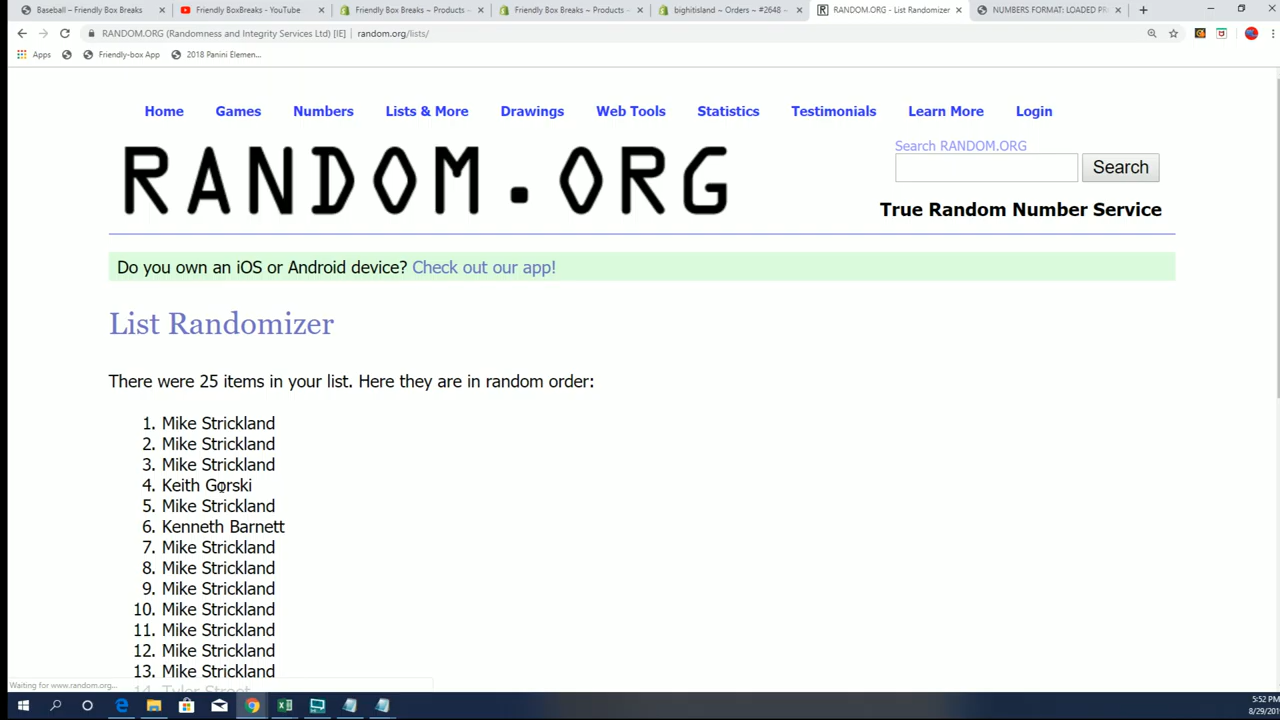 Baseball ~ Friendly Box Breaks
Friendly BoxBreaks - YouTube
Friendly Box Breaks ~ Products
Friendly Box Breaks ~ Products
bighitisland ~ Orders ~ #2648
RANDOM.ORG - List Randomizer
NUMBERS FORMAT: LOADED PR
RANDOM.ORG (Randomness and Integrity Services Ltd) [IE] | random.org/lists/
Apps
Friendly-box App
2018 Panini Elemen...
Home Games Numbers Lists & More Drawings Web Tools Statistics Testimonials Learn More Login
Search RANDOM.ORG
RANDOM.ORG
Search
True Random Number Service
Do you own an iOS or Android device? Check out our app!
List Randomizer
There were 25 items in your list. Here they are in random order:
1. Mike Strickland
2. Mike Strickland
3. Mike Strickland
4. Keith Gorski
5. Mike Strickland
6. Kenneth Barnett
7. Mike Strickland
8. Mike Strickland
9. Mike Strickland
10. Mike Strickland
11. Mike Strickland
12. Mike Strickland
13. Mike Strickland
14. Tyler Street
Waiting for www.random.org...
5:52 PM
8/29/201